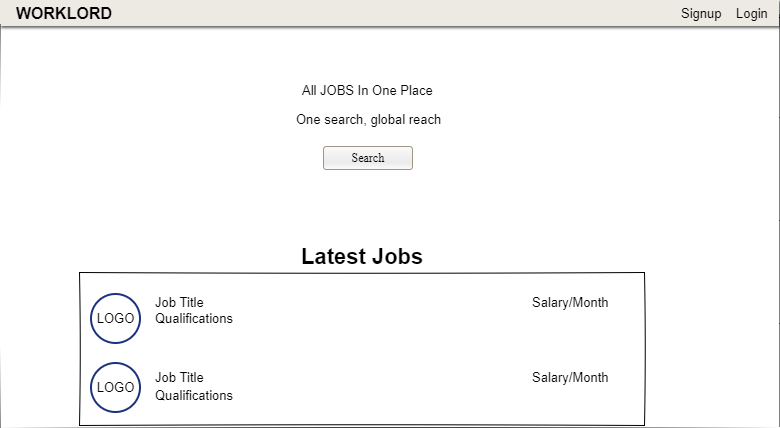 WORKLORD
Signup Login
All JOBS In One Place
One search, global reach
Search
Latest Jobs
LOGO
Job Title
Qualifications
Salary/Month
LOGO
Job Title
Qualifications
Salary/Month